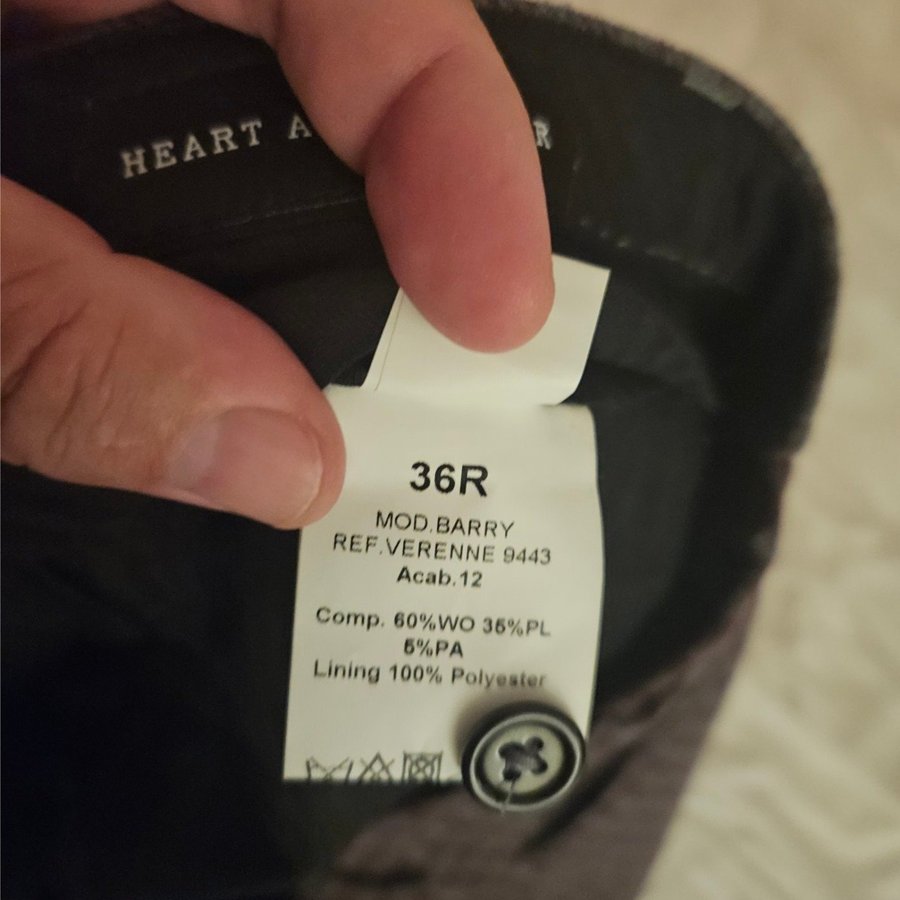 HEART A R
36R
MOD.BARRY
REF.VERENNE 9443
Acab.12
Comp. 60%WO 35%PL
5%PA
Lining 100% Polyester